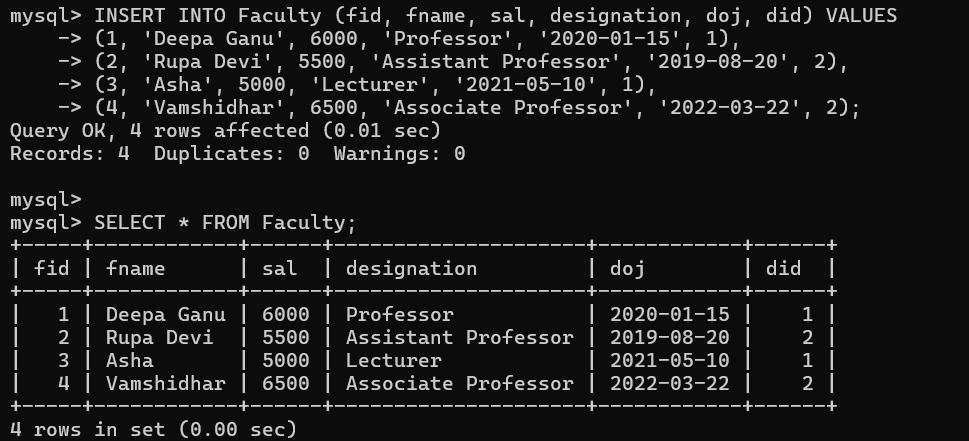 mysql> INSERT INTO Faculty (fid, fname, sal, designation, doj, did) VALUES
    -> (1, 'Deepa Ganu', 6000, 'Professor', '2020-01-15', 1),
    -> (2, 'Rupa Devi', 5500, 'Assistant Professor', '2019-08-20', 2),
    -> (3, 'Asha', 5000, 'Lecturer', '2021-05-10', 1),
    -> (4, 'Vamshidhar', 6500, 'Associate Professor', '2022-03-22', 2);
Query OK, 4 rows affected (0.01 sec)
Records: 4  Duplicates: 0  Warnings: 0

mysql>
mysql> SELECT * FROM Faculty;
+-----+------------+------+---------------------+------------+------+
| fid | fname      | sal  | designation         | doj        | did  |
+-----+------------+------+---------------------+------------+------+
|   1 | Deepa Ganu | 6000 | Professor           | 2020-01-15 |    1 |
|   2 | Rupa Devi  | 5500 | Assistant Professor | 2019-08-20 |    2 |
|   3 | Asha       | 5000 | Lecturer            | 2021-05-10 |    1 |
|   4 | Vamshidhar | 6500 | Associate Professor | 2022-03-22 |    2 |
+-----+------------+------+---------------------+------------+------+
4 rows in set (0.00 sec)